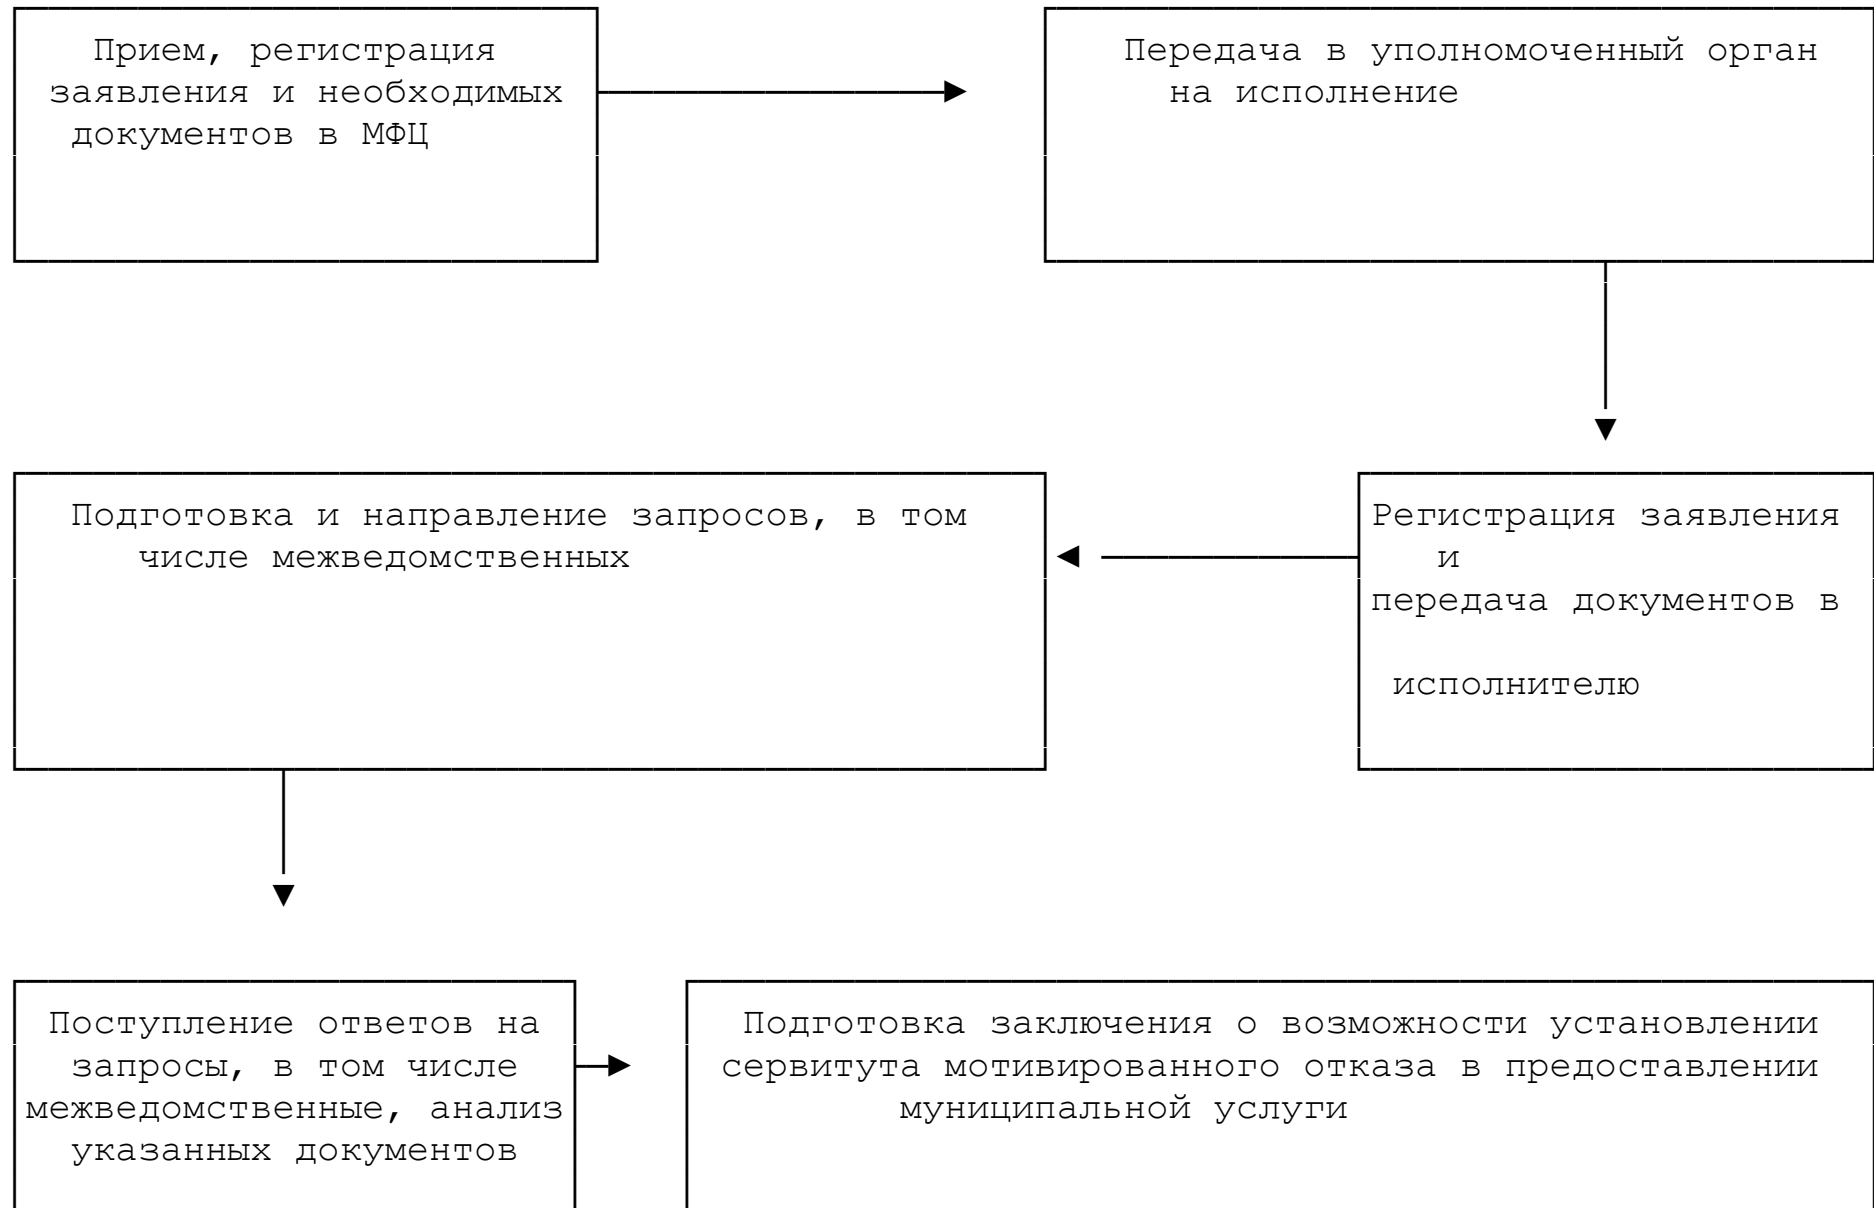 Прием, регистрация
заявления и необходимых
документов в МФЦ
Передача в уполномоченный орган
на исполнение
Регистрация заявления
и
передача документов в
исполнителю
Подготовка и направление запросов, в том
числе межведомственных
Поступление ответов на
запросы, в том числе
межведомственные, анализ
указанных документов
Подготовка заключения о возможности установлении
сервитута мотивированного отказа в предоставлении
муниципальной услуги